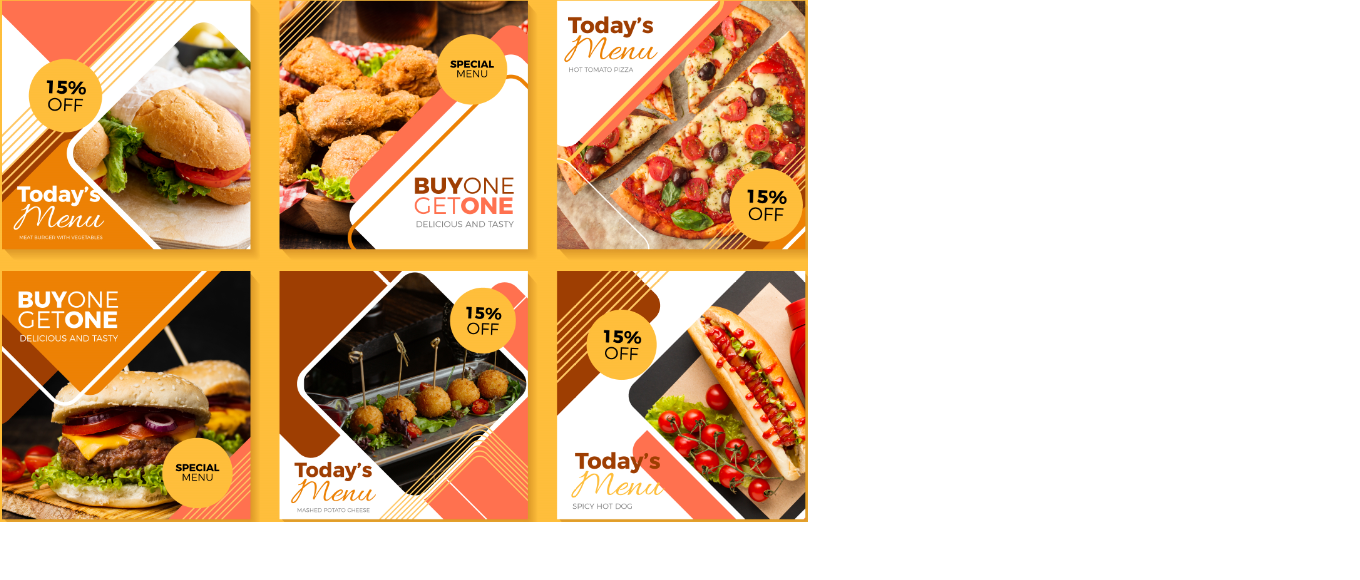 15%
OFF
Today's
Menu
MEAT BURGER WITH VEGETABLES
SPECIAL
MENU
BUYONE
GETONE
DELICIOUS AND TASTY
Today's
Menu
HOT TOMATO PIZZA
15%
OFF
BUYONE
GETONE
DELICIOUS AND TASTY
SPECIAL
MENU
15%
OFF
Today's
Menu
MASHED POTATO CHEESE
15%
OFF
Today's
Menu
SPICY HOT DOG